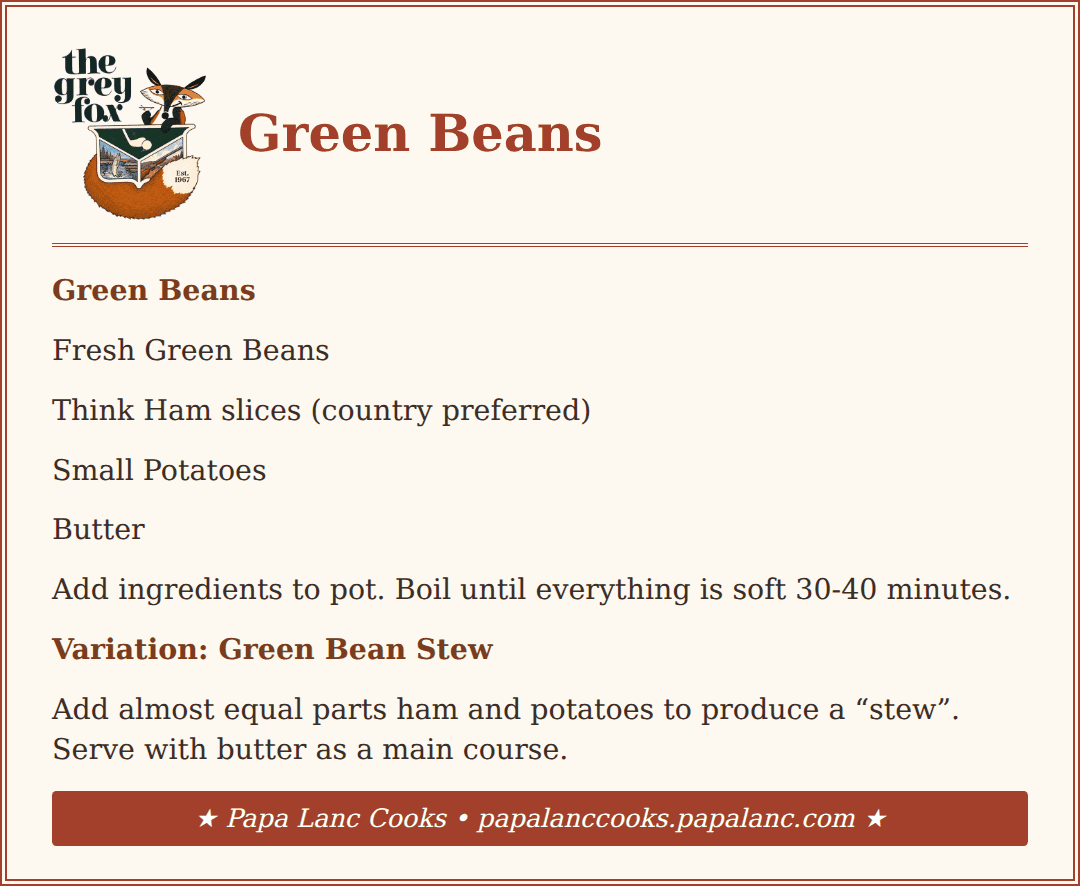 the
grey
fox
Est.
1967
Green Beans
Green Beans
Fresh Green Beans
Think Ham slices (country preferred)
Small Potatoes
Butter
Add ingredients to pot. Boil until everything is soft 30-40 minutes.
Variation: Green Bean Stew
Add almost equal parts ham and potatoes to produce a “stew”.
Serve with butter as a main course.
★ Papa Lanc Cooks • papalanccooks.papalanc.com ★